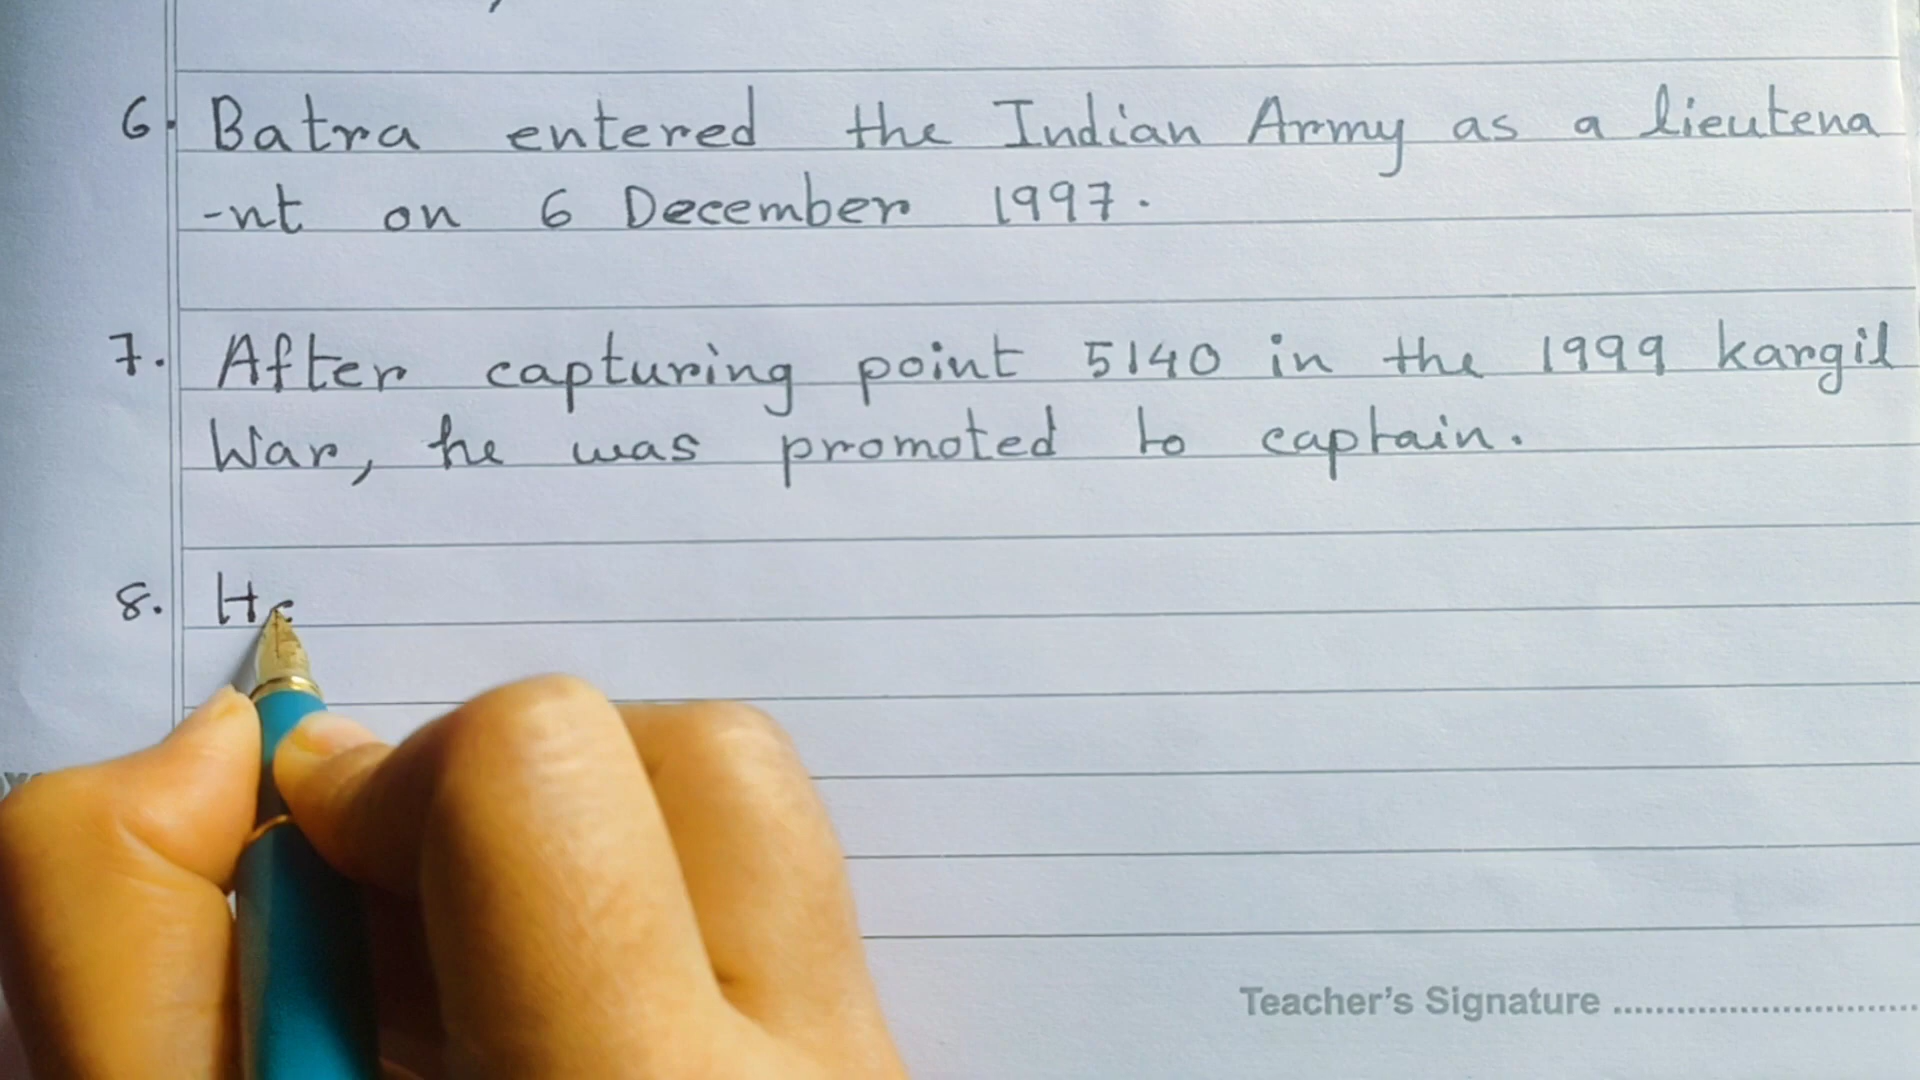 6. Batra entered the Indian Army as a lieutena
-nt on 6 December 1997.
7. After capturing point 5140 in the 1999 kargil
War, he was promoted to captain.
8. He
Teacher's Signature ..............................